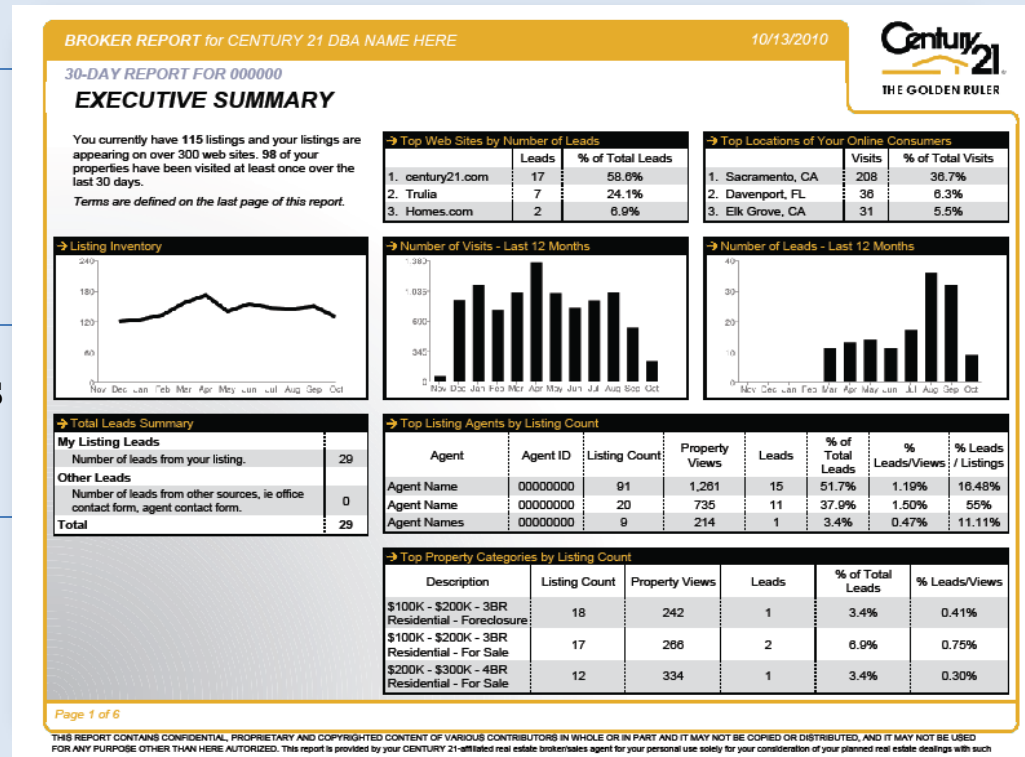 BROKER REPORT for CENTURY 21 DBA NAME HERE
10/13/2010
Century 21
THE GOLDEN RULER
30-DAY REPORT FOR 000000
EXECUTIVE SUMMARY
You currently have 115 listings and your listings are
appearing on over 300 web sites. 98 of your
properties have been visited at least once over the
last 30 days.
Terms are defined on the last page of this report.
Top Web Sites by Number of Leads
Leads % of Total Leads
1. century21.com 17 58.6%
2. Trulia 7 24.1%
3. Homes.com 2 6.9%
Top Locations of Your Online Consumers
Visits % of Total Visits
1. Sacramento, CA 208 36.7%
2. Davenport, FL 36 6.3%
3. Elk Grove, CA 31 5.5%
Listing Inventory
240
180
120
60
0
Nov Dec Jan Feb Mar Apr May Jun Jul Aug Sep Oct
Number of Visits - Last 12 Months
1,380
1,035
690
345
0
Nov Dec Jan Feb Mar Apr May Jun Jul Aug Sep Oct
Number of Leads - Last 12 Months
40
30
20
10
0
Nov Dec Jan Feb Mar Apr May Jun Jul Aug Sep Oct
Total Leads Summary
My Listing Leads
Number of leads from your listing. 29
Other Leads
Number of leads from other sources, ie office
contact form, agent contact form. 0
Total 29
Top Listing Agents by Listing Count
Agent Agent ID Listing Count Property Views Leads % of Total Leads % Leads/Views % Leads / Listings
Agent Name 00000000 91 1,261 15 51.7% 1.19% 16.48%
Agent Name 00000000 20 735 11 37.9% 1.50% 55%
Agent Names 00000000 9 214 1 3.4% 0.47% 11.11%
Top Property Categories by Listing Count
Description Listing Count Property Views Leads % of Total Leads % Leads/Views
$100K - $200K - 3BR
Residential - Foreclosure 18 242 1 3.4% 0.41%
$100K - $200K - 3BR
Residential - For Sale 17 266 2 6.9% 0.75%
$200K - $300K - 4BR
Residential - For Sale 12 334 1 3.4% 0.30%
Page 1 of 6
THIS REPORT CONTAINS CONFIDENTIAL, PROPRIETARY AND COPYRIGHTED CONTENT OF VARIOUS CONTRIBUTORS IN WHOLE OR IN PART AND IT MAY NOT BE COPIED OR DISTRIBUTED, AND IT MAY NOT BE USED
FOR ANY PURPOSE OTHER THAN HERE AUTORIZED. This report is provided by your CENTURY 21-affiliated real estate broker/sales agent for your personal use solely for your consideration of your planned real estate dealings with such